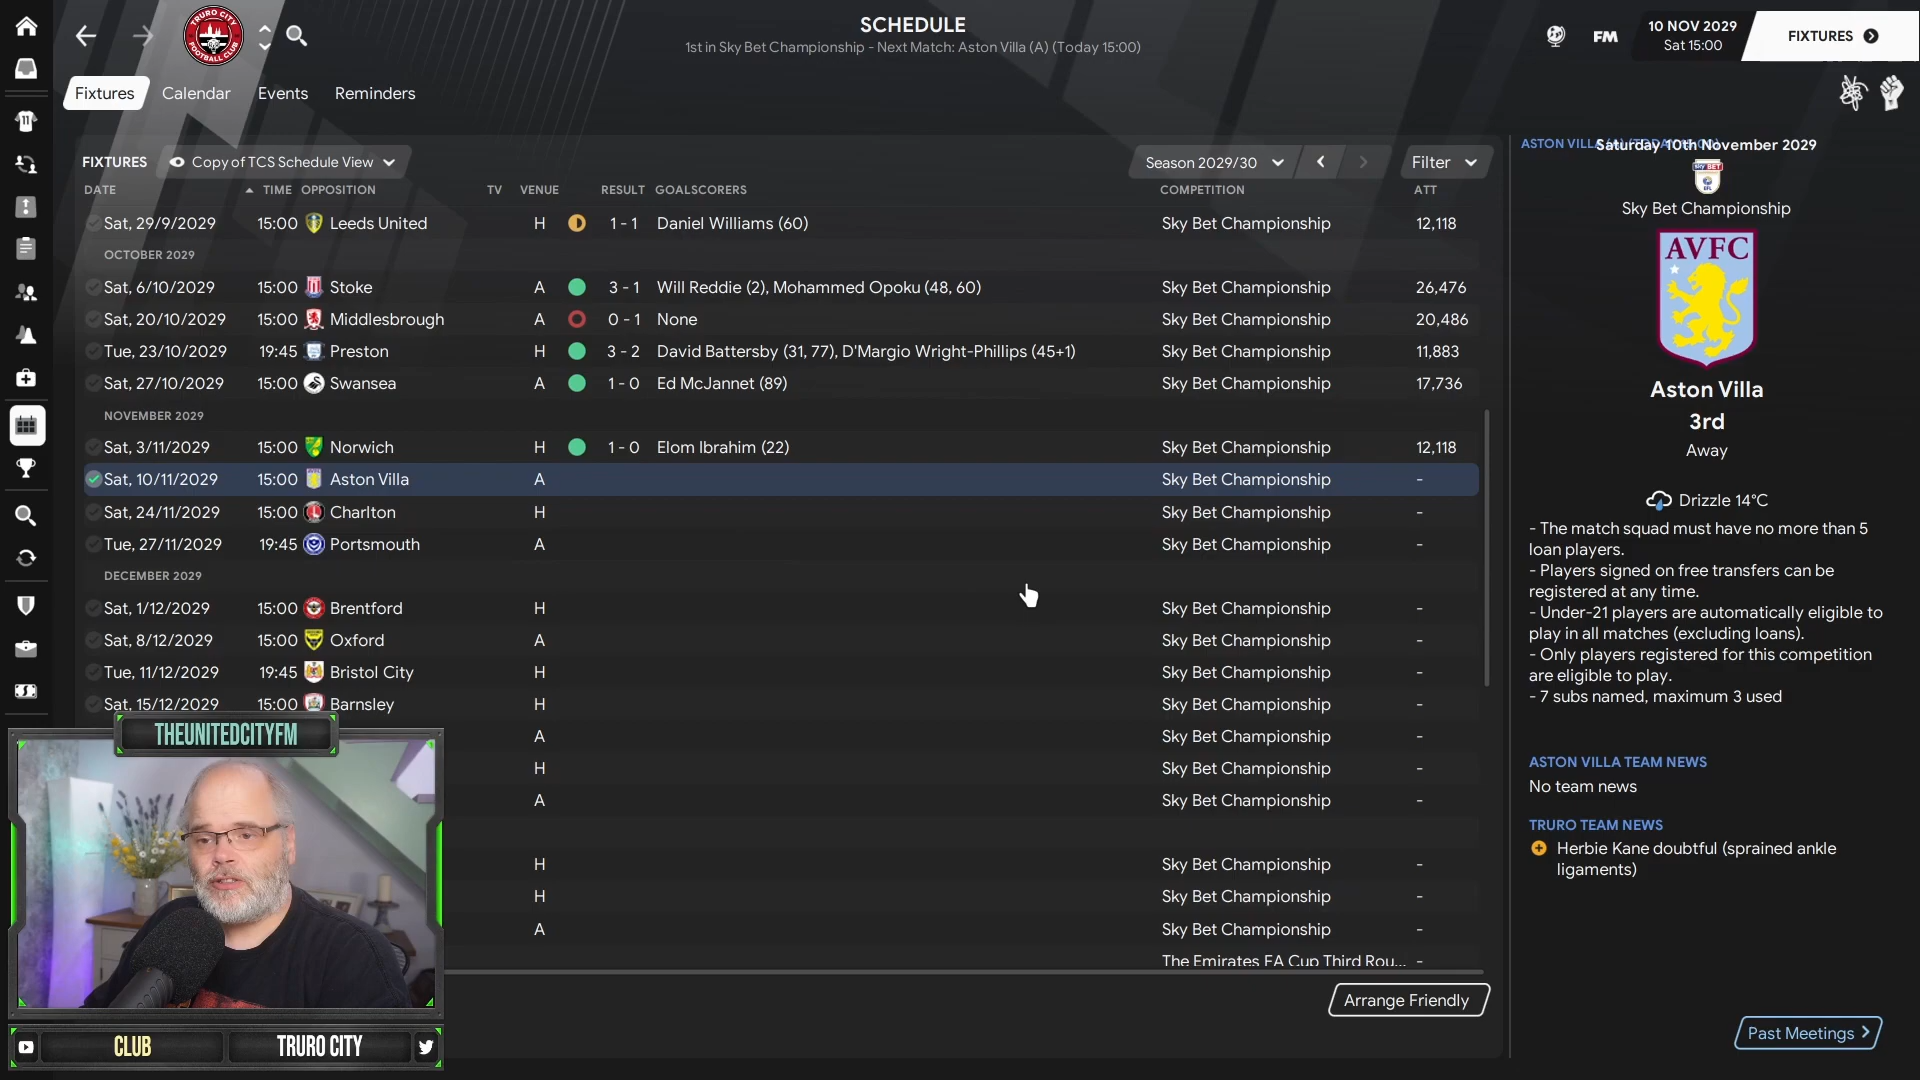 SCHEDULE
1st in Sky Bet Championship - Next Match: Aston Villa (A) (Today 15:00)
FM
10 NOV 2029
Sat 15:00
FIXTURES
Fixtures
Calendar
Events
Reminders
FIXTURES
Copy of TCS Schedule View
Season 2029/30
Filter
DATE TIME OPPOSITION TV VENUE RESULT GOALSCORERS COMPETITION ATT
Sat, 29/9/2029 15:00 Leeds United H 1 - 1 Daniel Williams (60) Sky Bet Championship 12,118
OCTOBER 2029
Sat, 6/10/2029 15:00 Stoke A 3 - 1 Will Reddie (2), Mohammed Opoku (48, 60) Sky Bet Championship 26,476
Sat, 20/10/2029 15:00 Middlesbrough A 0 - 1 None Sky Bet Championship 20,486
Tue, 23/10/2029 19:45 Preston H 3 - 2 David Battersby (31, 77), D'Margio Wright-Phillips (45+1) Sky Bet Championship 11,883
Sat, 27/10/2029 15:00 Swansea A 1 - 0 Ed McJannet (89) Sky Bet Championship 17,736
NOVEMBER 2029
Sat, 3/11/2029 15:00 Norwich H 1 - 0 Elom Ibrahim (22) Sky Bet Championship 12,118
Sat, 10/11/2029 15:00 Aston Villa A Sky Bet Championship -
Sat, 24/11/2029 15:00 Charlton H Sky Bet Championship -
Tue, 27/11/2029 19:45 Portsmouth A Sky Bet Championship -
DECEMBER 2029
Sat, 1/12/2029 15:00 Brentford H Sky Bet Championship -
Sat, 8/12/2029 15:00 Oxford A Sky Bet Championship -
Tue, 11/12/2029 19:45 Bristol City H Sky Bet Championship -
Sat, 15/12/2029 15:00 Barnsley H Sky Bet Championship -
A Sky Bet Championship -
H Sky Bet Championship -
A Sky Bet Championship -
H Sky Bet Championship -
H Sky Bet Championship -
A Sky Bet Championship -
The Emirates FA Cup Third Rou... -
Arrange Friendly
ASTON VILLA
Saturday 10th November 2029
Sky Bet Championship
AVFC
Aston Villa
3rd
Away
Drizzle 14°C
- The match squad must have no more than 5
loan players.
- Players signed on free transfers can be
registered at any time.
- Under-21 players are automatically eligible to
play in all matches (excluding loans).
- Only players registered for this competition
are eligible to play.
- 7 subs named, maximum 3 used
ASTON VILLA TEAM NEWS
No team news
TRURO TEAM NEWS
Herbie Kane doubtful (sprained ankle
ligaments)
Past Meetings
THEUNITEDCITYFM
CLUB
TRURO CITY